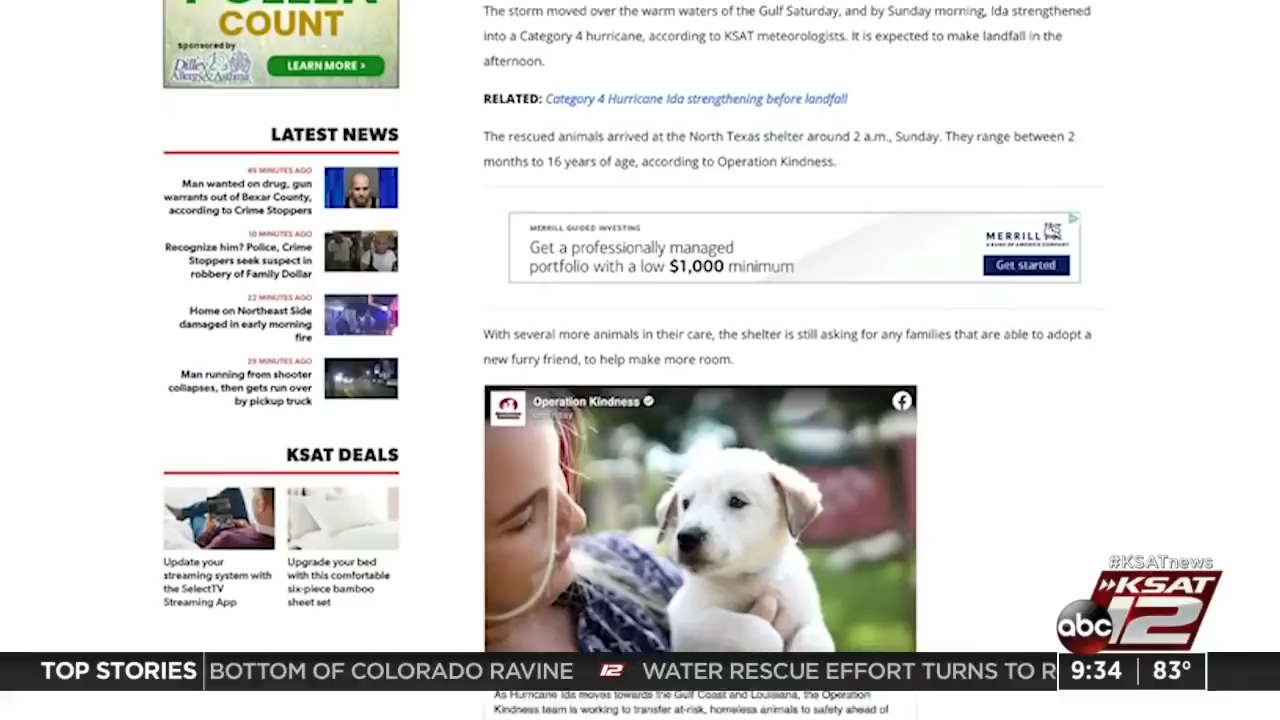 COUNT
Sponsored by
Dilley
Allergy & Asthma
LEARN MORE >
LATEST NEWS
49 MINUTES AGO
Man wanted on drug, gun
warrants out of Bexar County,
according to Crime Stoppers
10 MINUTES AGO
Recognize him? Police, Crime
Stoppers seek suspect in
robbery of Family Dollar
22 MINUTES AGO
Home on Northeast Side
damaged in early morning
fire
29 MINUTES AGO
Man running from shooter
collapses, then gets run over
by pickup truck
KSAT DEALS
Update your
streaming system with
the SelectTV
Streaming App
Upgrade your bed
with this comfortable
six-piece bamboo
sheet set
The storm moved over the warm waters of the Gulf Saturday, and by Sunday morning, Ida strengthened
into a Category 4 hurricane, according to KSAT meteorologists. It is expected to make landfall in the
afternoon.
RELATED: Category 4 Hurricane Ida strengthening before landfall
The rescued animals arrived at the North Texas shelter around 2 a.m., Sunday. They range between 2
months to 16 years of age, according to Operation Kindness.
MERRILL GUIDED INVESTING
Get a professionally managed
portfolio with a low $1,000 minimum
MERRILL
A BANK OF AMERICA COMPANY
Get started
With several more animals in their care, the shelter is still asking for any families that are able to adopt a
new furry friend, to help make more room.
Operation Kindness
As Hurricane Ida moves towards the Gulf Coast and Louisiana, the Operation
Kindness team is working to transfer at-risk, homeless animals to safety ahead of
#KSATnews
KSAT
abc 12
TOP STORIES BOTTOM OF COLORADO RAVINE 12 WATER RESCUE EFFORT TURNS TO R 9:34 83°